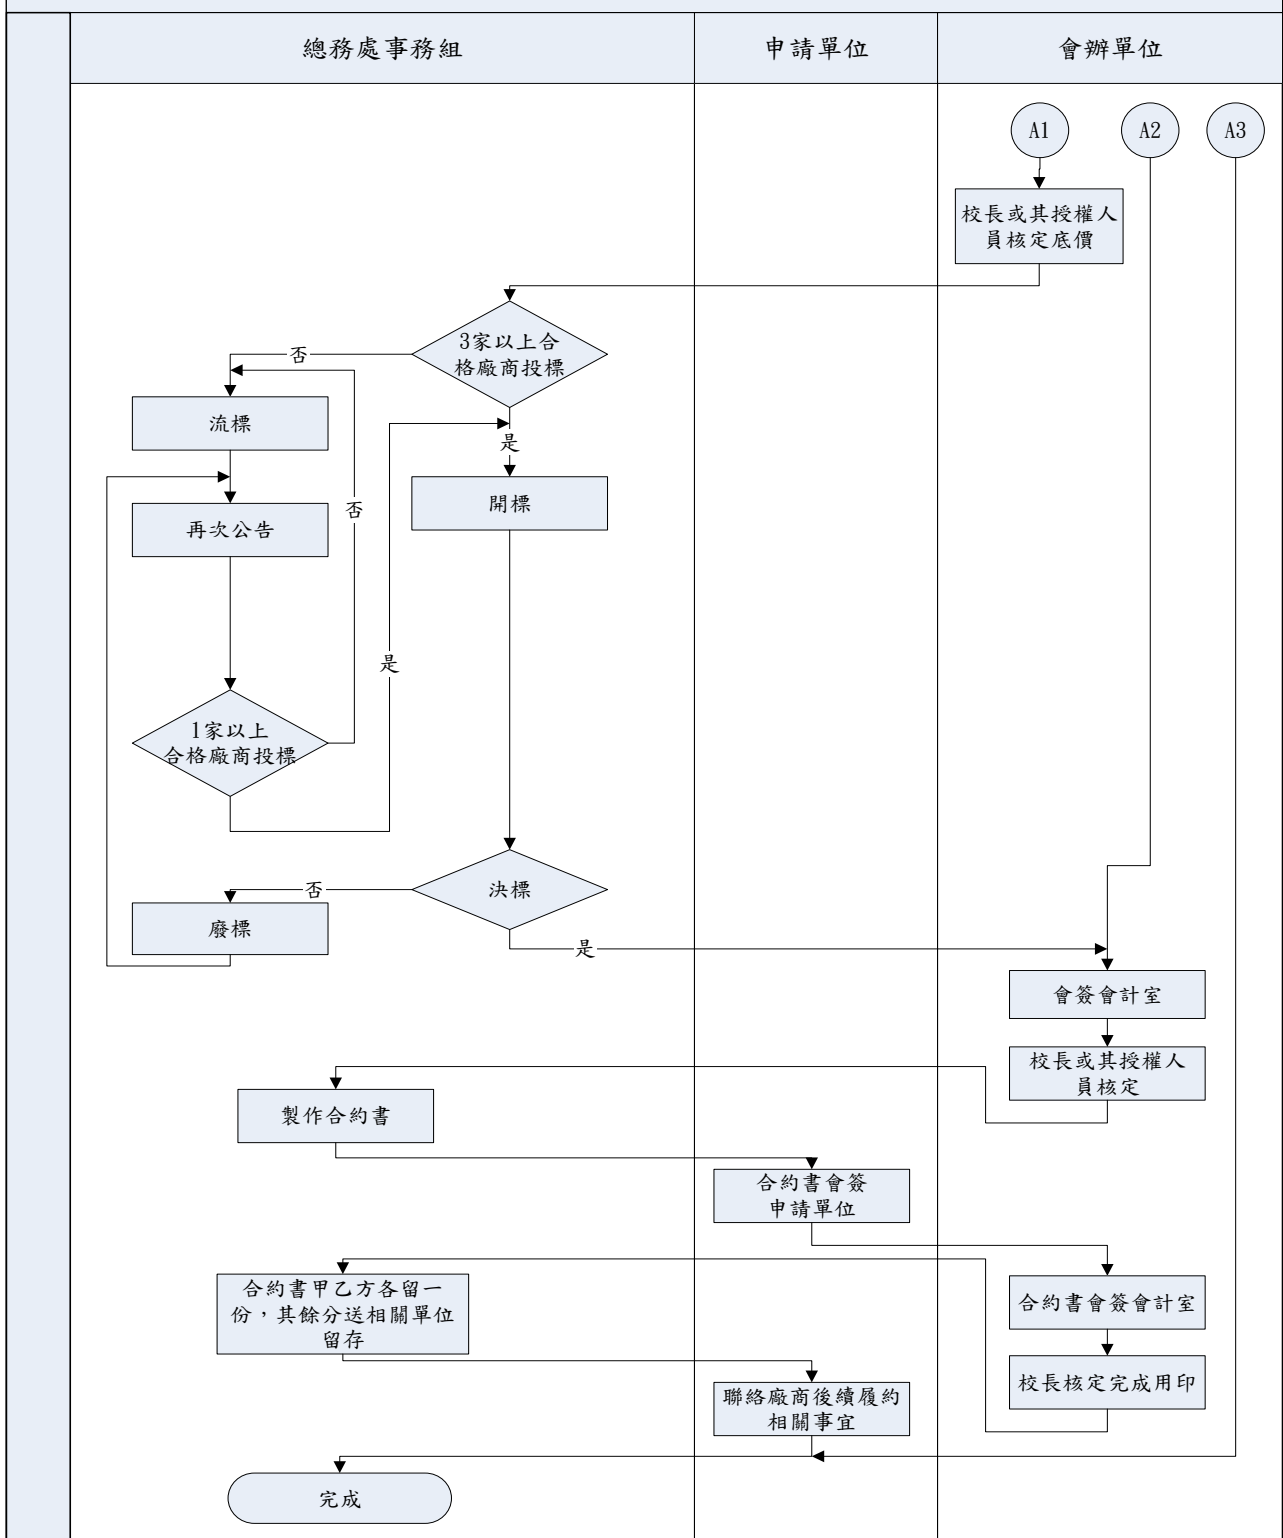 總務處事務組
申請單位
會辦單位
A1
A2
A3
校長或其授權人
員核定底價
3家以上合
格廠商投標
否
流標
是
開標
否
再次公告
是
1家以上
合格廠商投標
決標
否
廢標
是
會簽會計室
校長或其授權人
員核定
製作合約書
合約書會簽
申請單位
合約書甲乙方各留一
份，其餘分送相關單位
留存
合約書會簽會計室
校長核定完成用印
聯絡廠商後續履約
相關事宜
完成